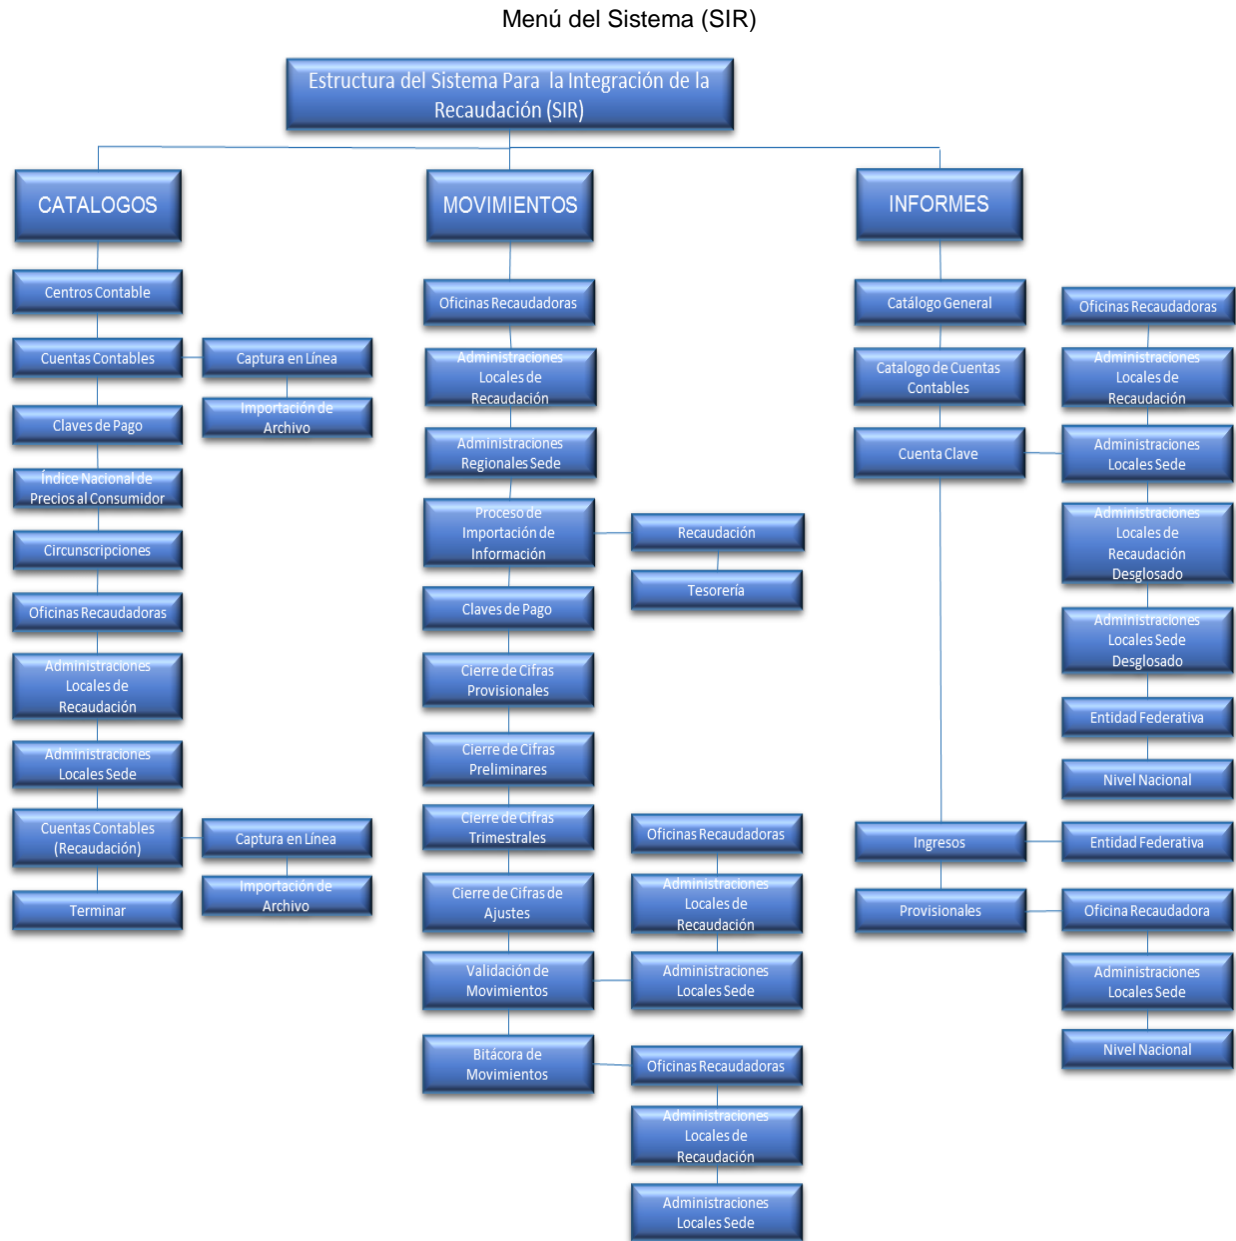 Menú del Sistema (SIR)
Estructura del Sistema Para la Integración de la
Recaudación (SIR)
CATALOGOS
Centros Contable
Cuentas Contables
Captura en Línea
Importación de
Archivo
Claves de Pago
Índice Nacional de
Precios al Consumidor
Circunscripciones
Oficinas Recaudadoras
Administraciones
Locales de
Recaudación
Administraciones
Locales Sede
Cuentas Contables
(Recaudación)
Captura en Línea
Importación de
Archivo
Terminar
MOVIMIENTOS
Oficinas Recaudadoras
Administraciones
Locales de
Recaudación
Administraciones
Regionales Sede
Proceso de
Importación de
Información
Recaudación
Tesorería
Claves de Pago
Cierre de Cifras
Provisionales
Cierre de Cifras
Preliminares
Cierre de Cifras
Trimestrales
Cierre de Cifras de
Ajustes
Validación de
Movimientos
Oficinas Recaudadoras
Administraciones
Locales de
Recaudación
Administraciones
Locales Sede
Bitácora de
Movimientos
Oficinas Recaudadoras
Administraciones
Locales de
Recaudación
Administraciones
Locales Sede
INFORMES
Catálogo General
Catalogo de Cuentas
Contables
Cuenta Clave
Oficinas Recaudadoras
Administraciones
Locales de
Recaudación
Administraciones
Locales Sede
Administraciones
Locales de
Recaudación
Desglosado
Administraciones
Locales Sede
Desglosado
Entidad Federativa
Nivel Nacional
Ingresos
Entidad Federativa
Provisionales
Oficina Recaudadora
Administraciones
Locales Sede
Nivel Nacional